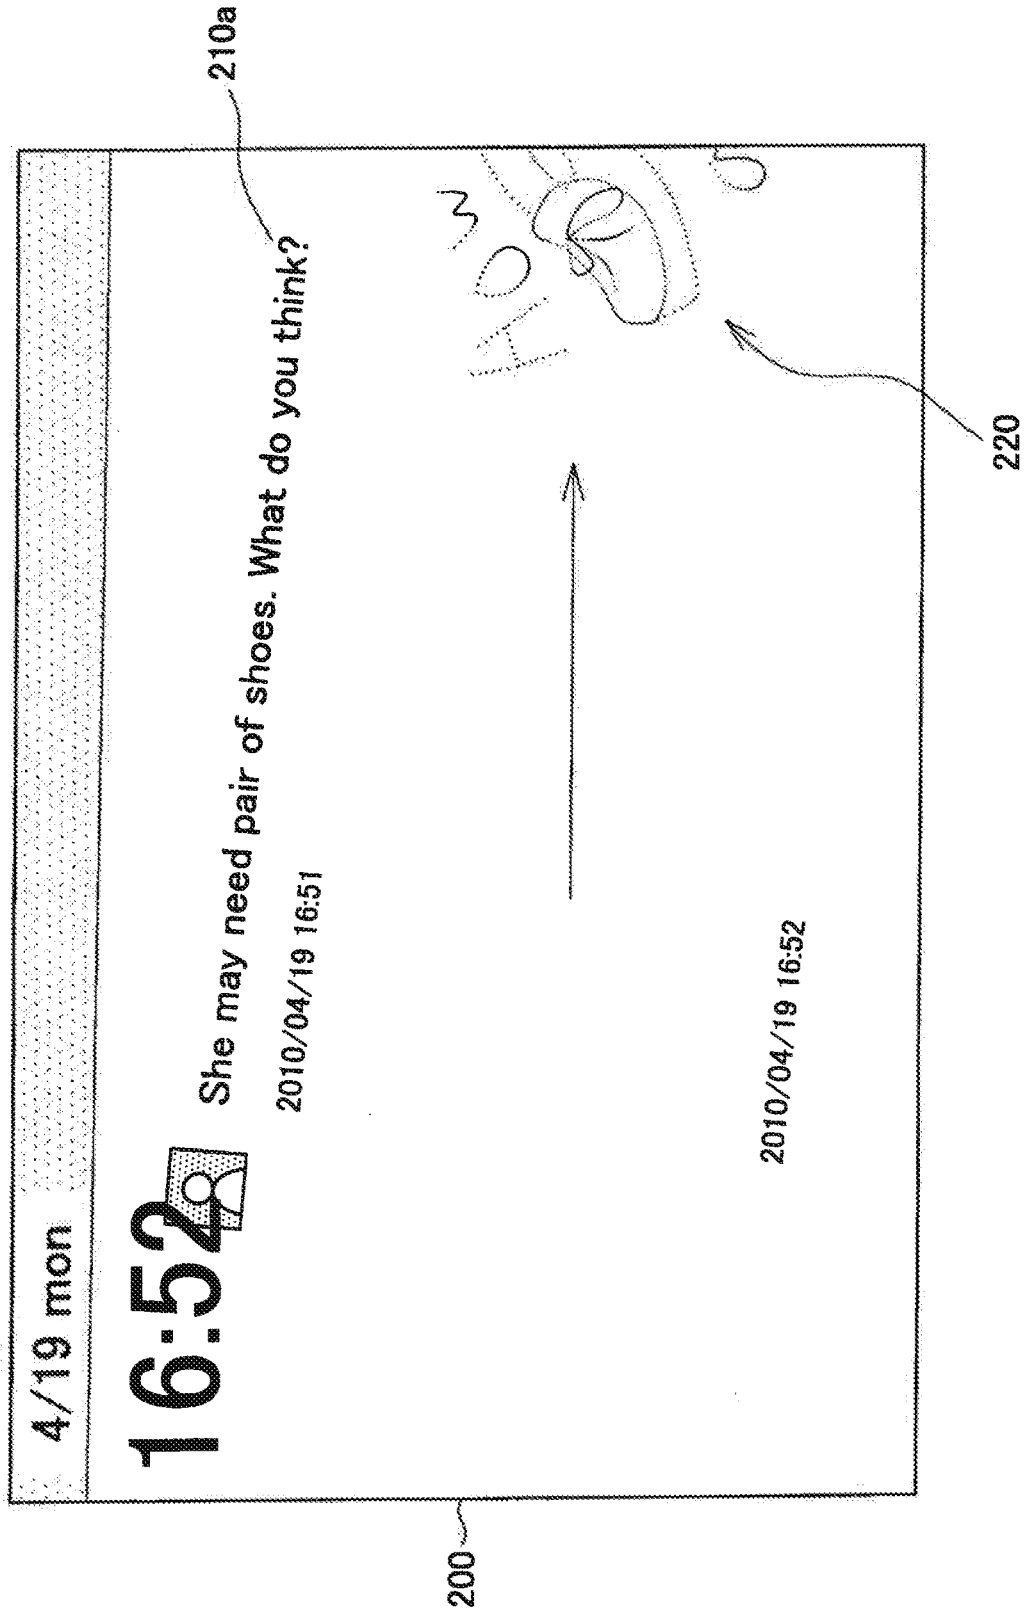 210a
4/19 mon
16:52
She may need pair of shoes. What do you think?
2010/04/19 16:51
2010/04/19 16:52
200
220